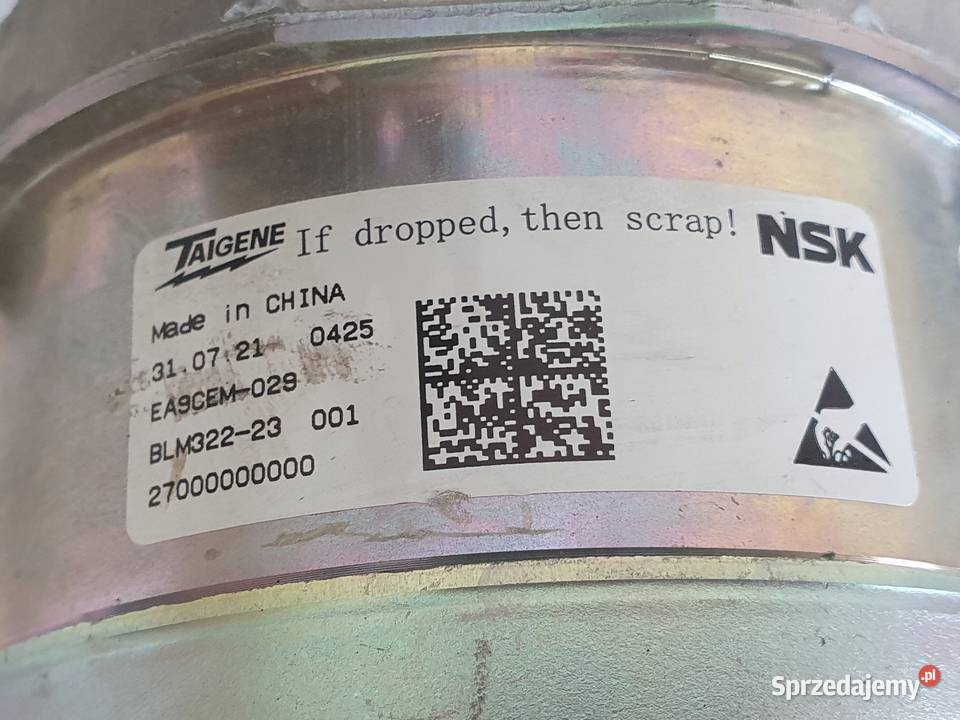 TAIGENE If dropped, then scrap! NSK
Made in CHINA
31.07.21 0425
EA9CEM-029
BLM322-23 001
27000000000
Sprzedajemy.pl